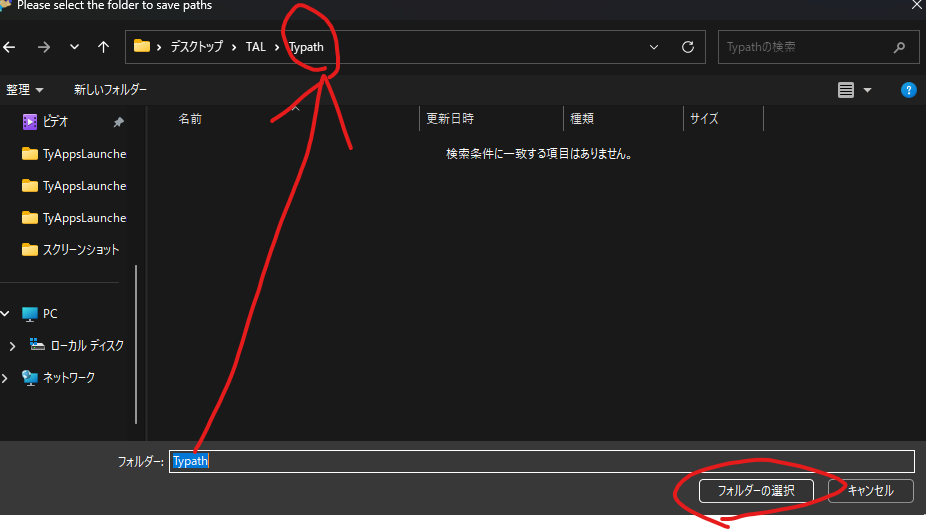 Please select the folder to save paths
デスクトップ > TAL > Typath
Typathの検索
整理 新しいフォルダー
?
名前 更新日時 種類 サイズ
検索条件に一致する項目はありません。
ビデオ
TyAppsLaunche
TyAppsLaunche
TyAppsLaunche
スクリーンショット
PC
ローカル ディスク
ネットワーク
フォルダー: Typath
フォルダーの選択 キャンセル